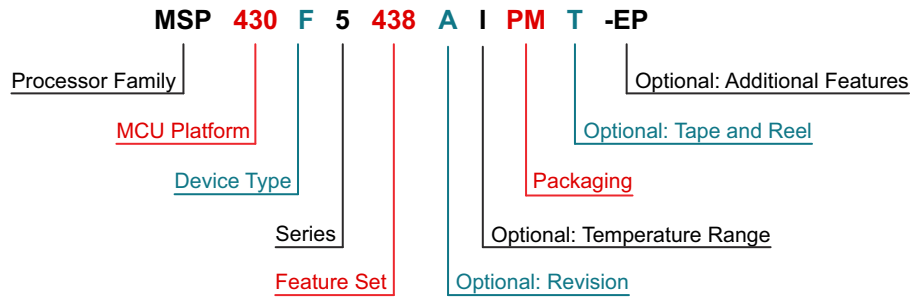 MSP 430 F 5 438 A I PM T -EP
Processor Family
Optional: Additional Features
MCU Platform
Optional: Tape and Reel
Device Type
Packaging
Series
Optional: Temperature Range
Feature Set
Optional: Revision